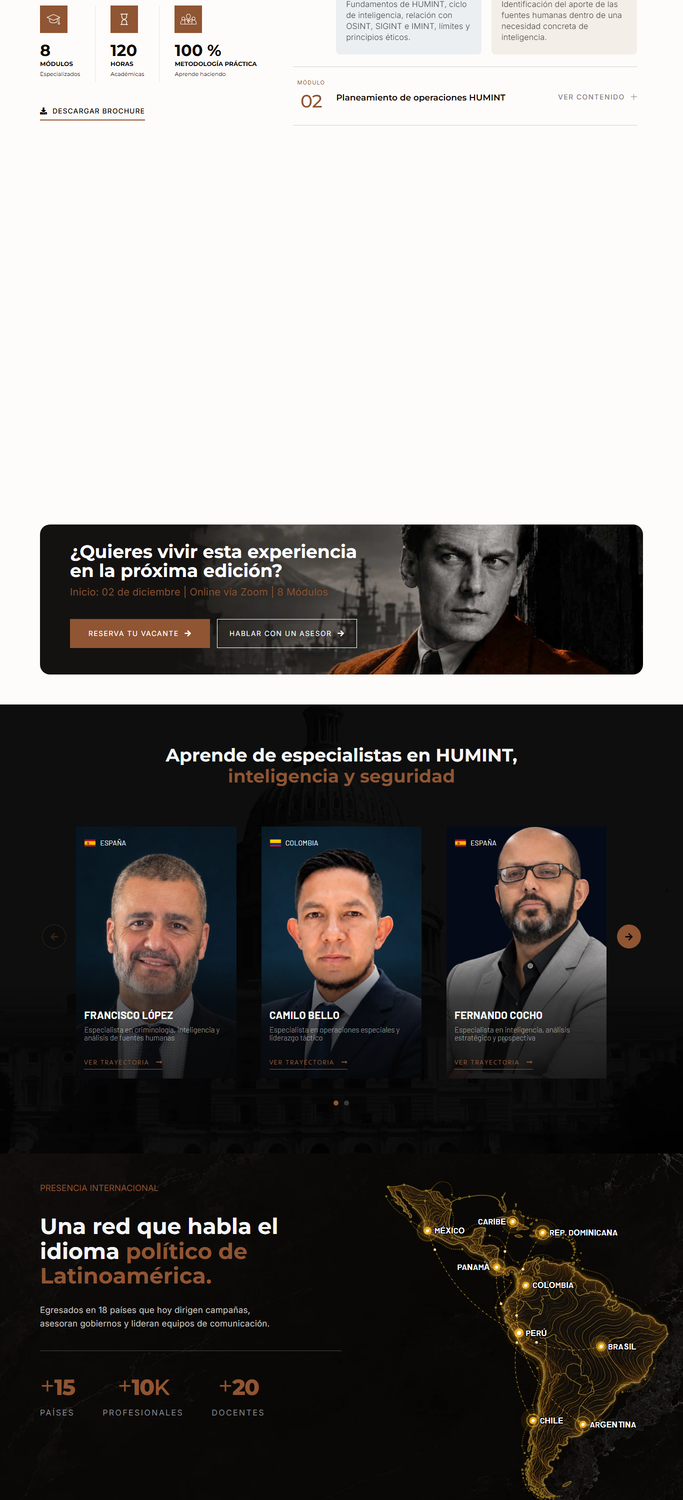 8
MÓDULOS
Especializados
120
HORAS
Académicas
100 %
METODOLOGÍA PRÁCTICA
Aprende haciendo
DESCARGAR BROCHURE
Fundamentos de HUMINT, ciclo
de inteligencia, relación con
OSINT, SIGINT e IMINT, límites y
principios éticos.
Identificación del aporte de las
fuentes humanas dentro de una
necesidad concreta de
inteligencia.
MÓDULO
02
Planeamiento de operaciones HUMINT
VER CONTENIDO +
¿Quieres vivir esta experiencia
en la próxima edición?
Inicio: 02 de diciembre | Online vía Zoom | 8 Módulos
RESERVA TU VACANTE →
HABLAR CON UN ASESOR →
Aprende de especialistas en HUMINT,
inteligencia y seguridad
ESPAÑA
FRANCISCO LÓPEZ
Especialista en criminología, inteligencia y
análisis de fuentes humanas
VER TRAYECTORIA →
COLOMBIA
CAMILO BELLO
Especialista en operaciones especiales y
liderazgo táctico
VER TRAYECTORIA →
ESPAÑA
FERNANDO COCHO
Especialista en Inteligencia, análisis
estratégico y prospectiva
VER TRAYECTORIA →
PRESENCIA INTERNACIONAL
Una red que habla el
idioma político de
Latinoamérica.
Egresados en 18 países que hoy dirigen campañas,
asesoran gobiernos y lideran equipos de comunicación.
+15
PAÍSES
+10K
PROFESIONALES
+20
DOCENTES
MÉXICO
CARIBE
REP. DOMINICANA
PANAMÁ
COLOMBIA
PERÚ
BRASIL
CHILE
ARGENTINA